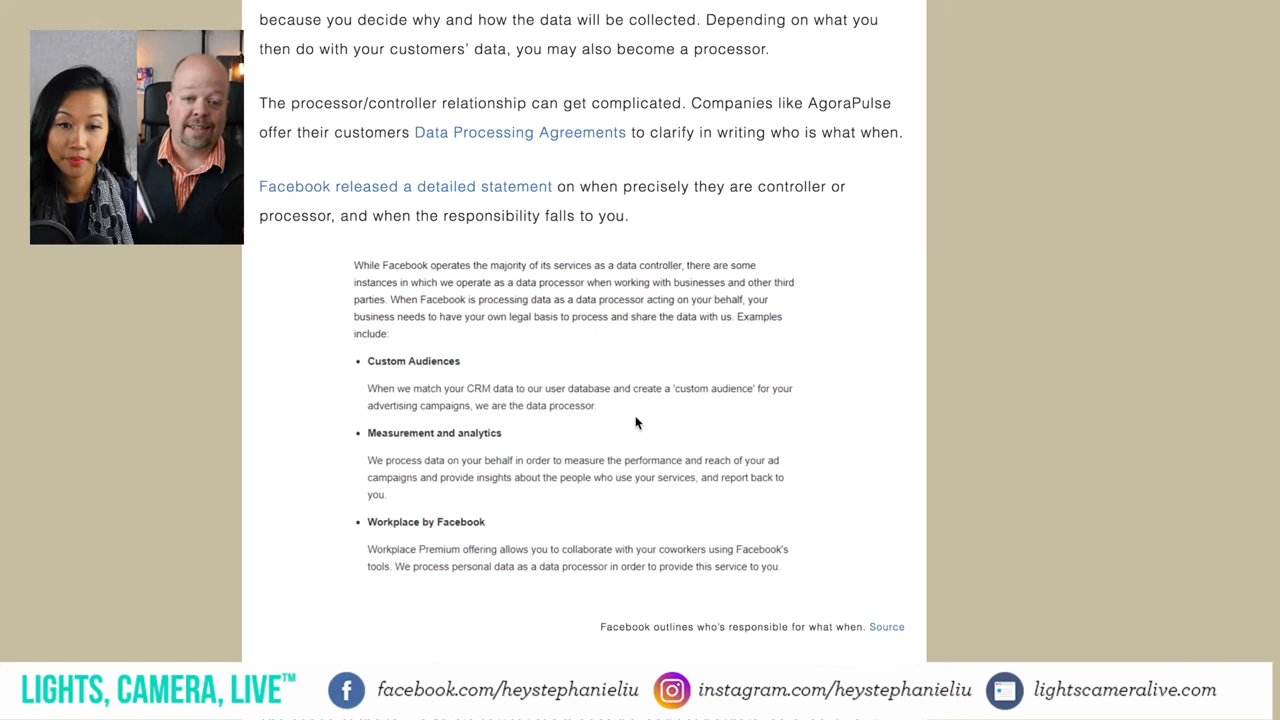 because you decide why and how the data will be collected. Depending on what you
then do with your customers' data, you may also become a processor.
The processor/controller relationship can get complicated. Companies like AgoraPulse
offer their customers Data Processing Agreements to clarify in writing who is what when.
Facebook released a detailed statement on when precisely they are controller or
processor, and when the responsibility falls to you.
While Facebook operates the majority of its services as a data controller, there are some
instances in which we operate as a data processor when working with businesses and other third
parties. When Facebook is processing data as a data processor acting on your behalf, your
business needs to have your own legal basis to process and share the data with us. Examples
include:
• Custom Audiences
When we match your CRM data to our user database and create a 'custom audience' for your
advertising campaigns, we are the data processor.
• Measurement and analytics
We process data on your behalf in order to measure the performance and reach of your ad
campaigns and provide insights about the people who use your services, and report back to
you.
• Workplace by Facebook
Workplace Premium offering allows you to collaborate with your coworkers using Facebook's
tools. We process personal data as a data processor in order to provide this service to you.
Facebook outlines who's responsible for what when. Source
LIGHTS, CAMERA, LIVE™ facebook.com/heystephanieliu instagram.com/heystephanieliu lightscameralive.com